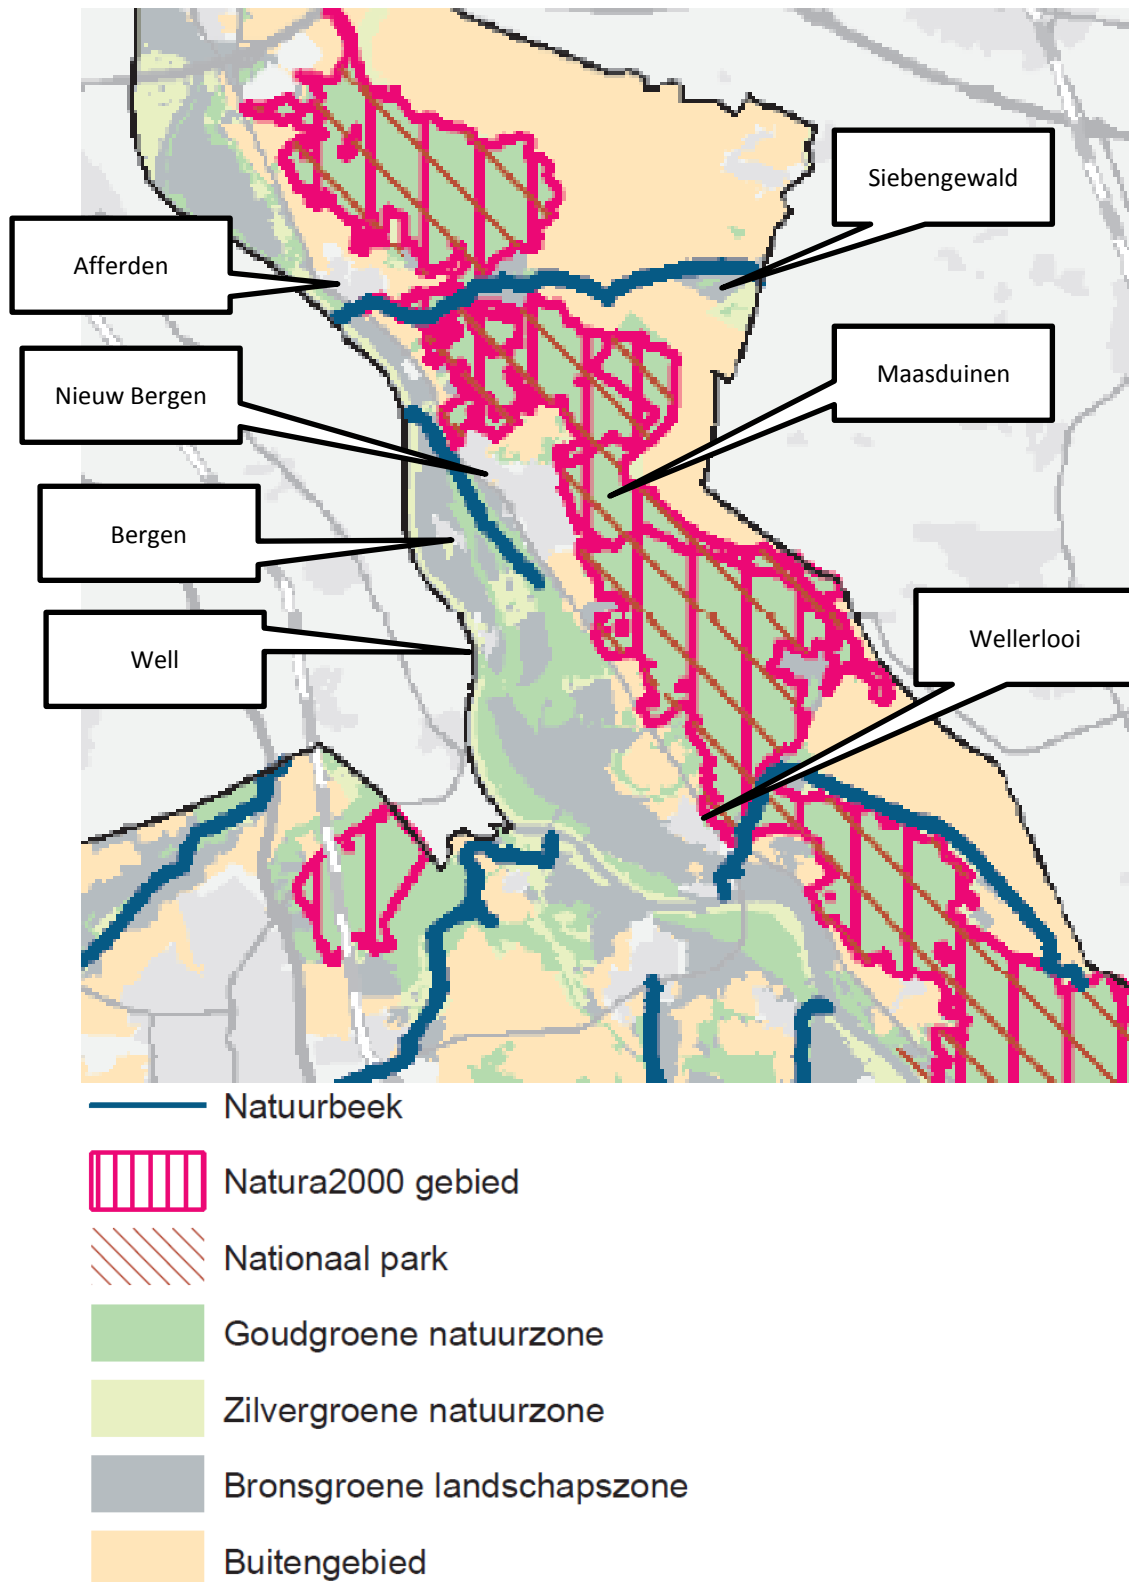 Siebengewald
Afferden
Maasduinen
Nieuw Bergen
Bergen
Well
Wellerlooi
Natuurbeek
Natura2000 gebied
Nationaal park
Goudgroene natuurzone
Zilvergroene natuurzone
Bronsgroene landschapszone
Buitengebied